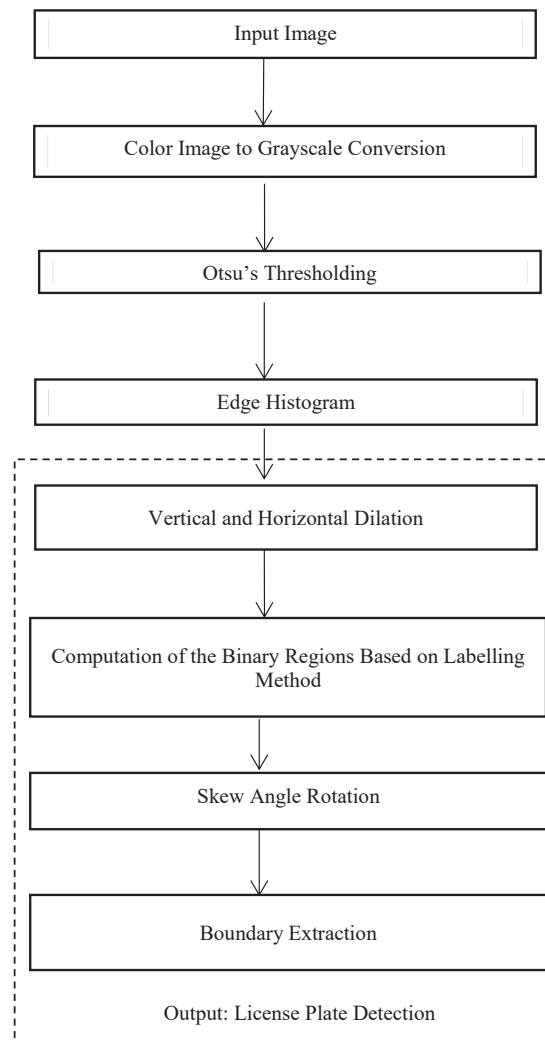 Input Image
Color Image to Grayscale Conversion
Otsu’s Thresholding
Edge Histogram
Vertical and Horizontal Dilation
Computation of the Binary Regions Based on Labelling
Method
Skew Angle Rotation
Boundary Extraction
Output: License Plate Detection